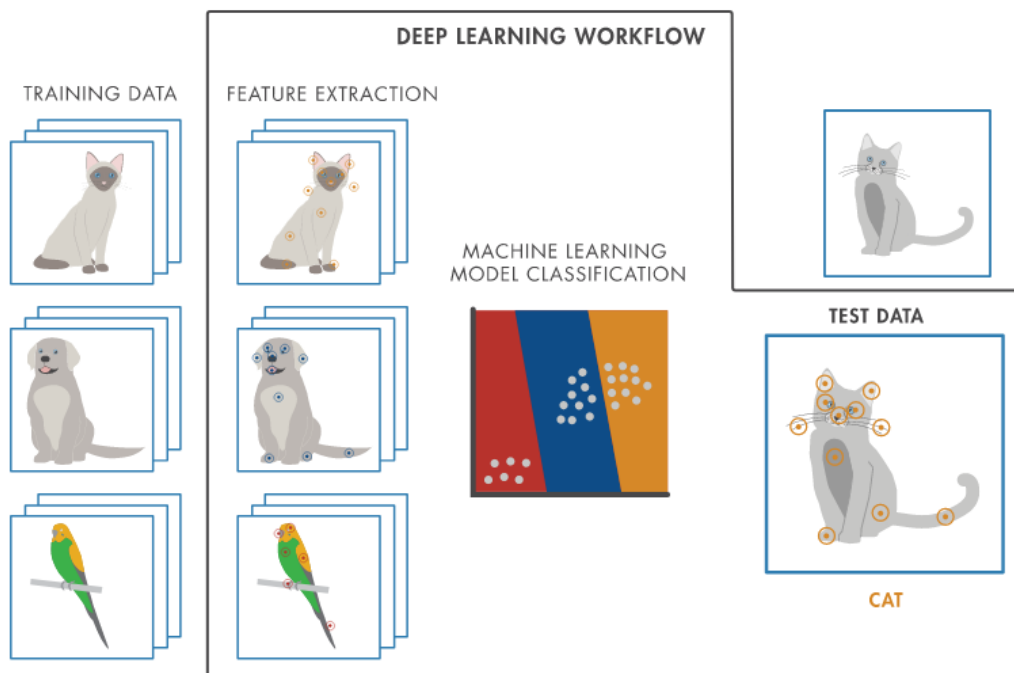 DEEP LEARNING WORKFLOW
TRAINING DATA
FEATURE EXTRACTION
MACHINE LEARNING
MODEL CLASSIFICATION
TEST DATA
CAT